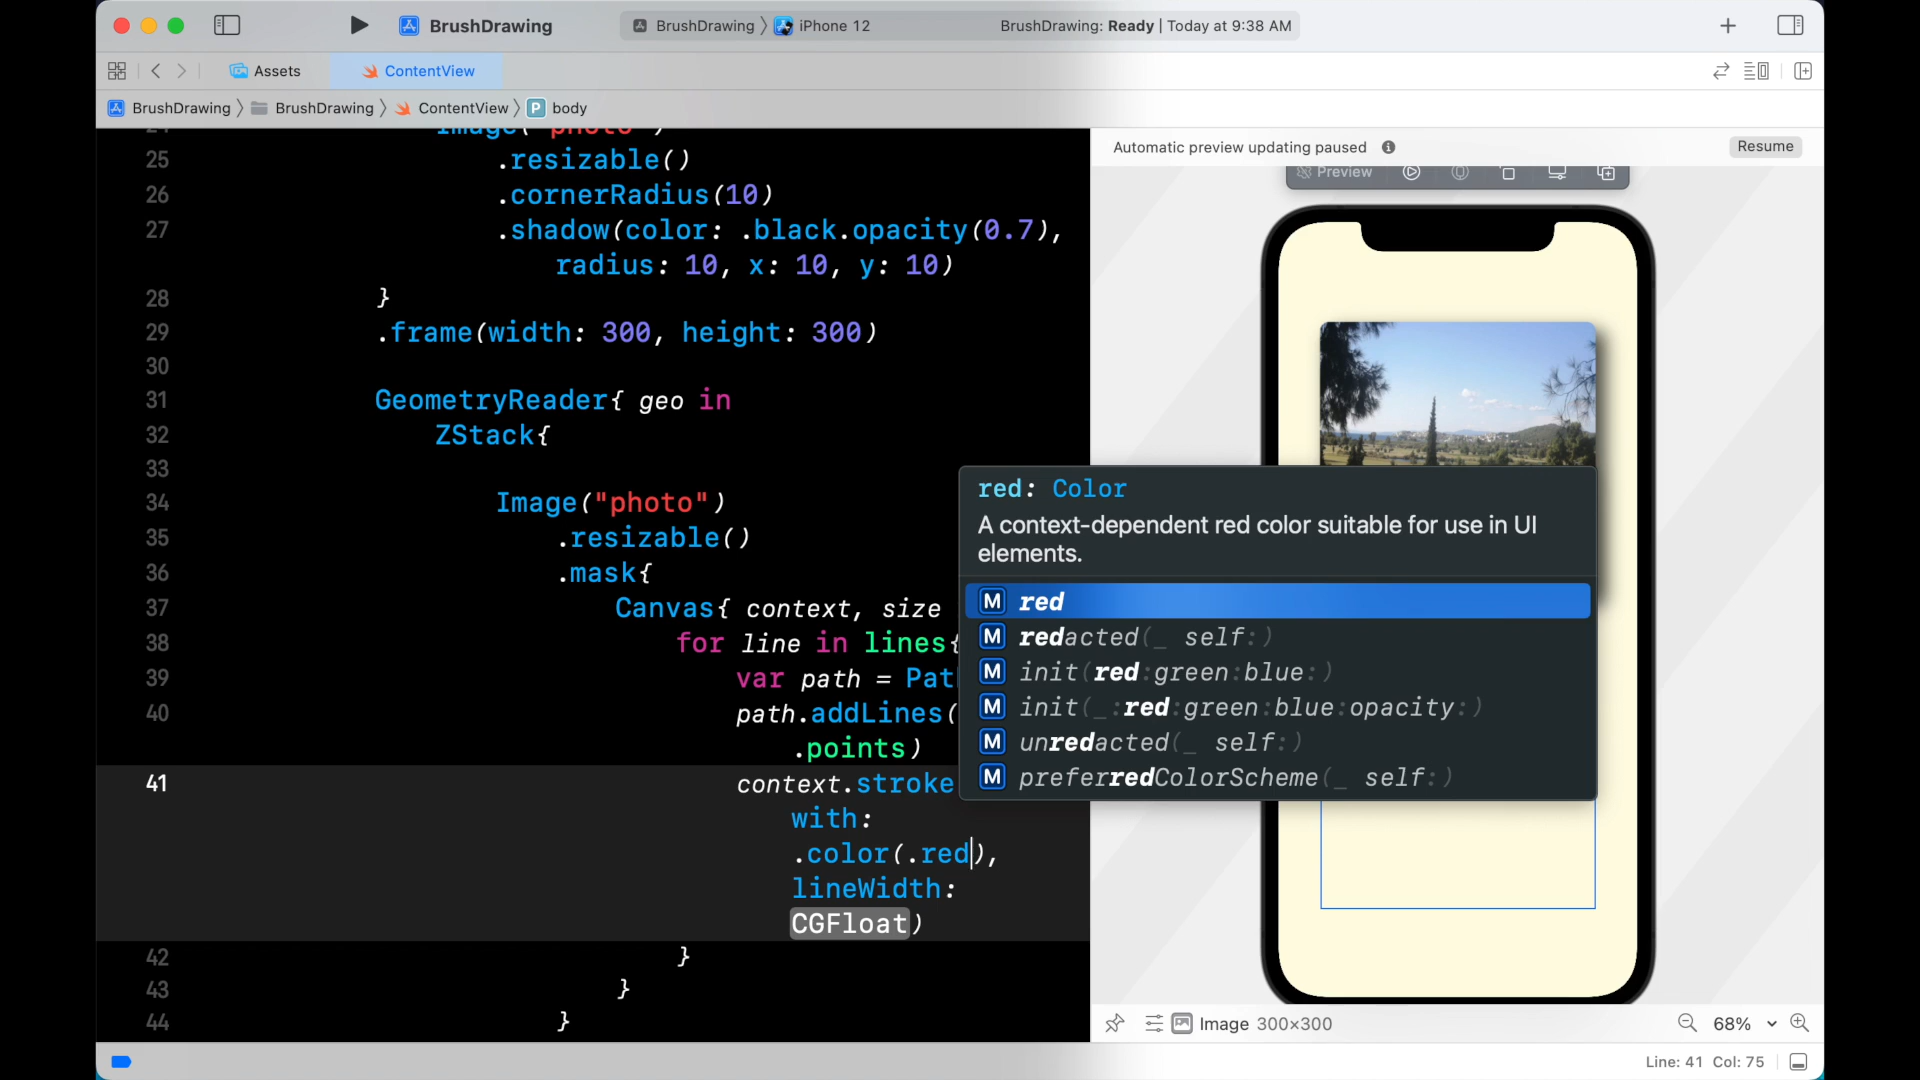 BrushDrawing
BrushDrawing
iPhone 12
BrushDrawing: Ready | Today at 9:38 AM
Assets
ContentView
BrushDrawing
BrushDrawing
ContentView
P body
24
Image("photo")
25 .resizable()
26 .cornerRadius(10)
27 .shadow(color: .black.opacity(0.7),
radius: 10, x: 10, y: 10)
28 }
29 .frame(width: 300, height: 300)
30
31 GeometryReader{ geo in
32 ZStack{
33
34 Image("photo")
35 .resizable()
36 .mask{
37 Canvas{ context, size
38 for line in lines{
39 var path = Pat
40 path.addLines(
.points)
41 context.stroke
with:
.color(.red),
lineWidth:
CGFloat)
42 }
43 }
44 }
red: Color
A context-dependent red color suitable for use in UI
elements.
M red
M redacted(_ self:)
M init(red:green:blue:)
M init(_:red:green:blue:opacity:)
M unredacted(_ self:)
M preferredColorScheme(_ self:)
Automatic preview updating paused
Resume
Preview
Image 300×300
68%
Line: 41 Col: 75